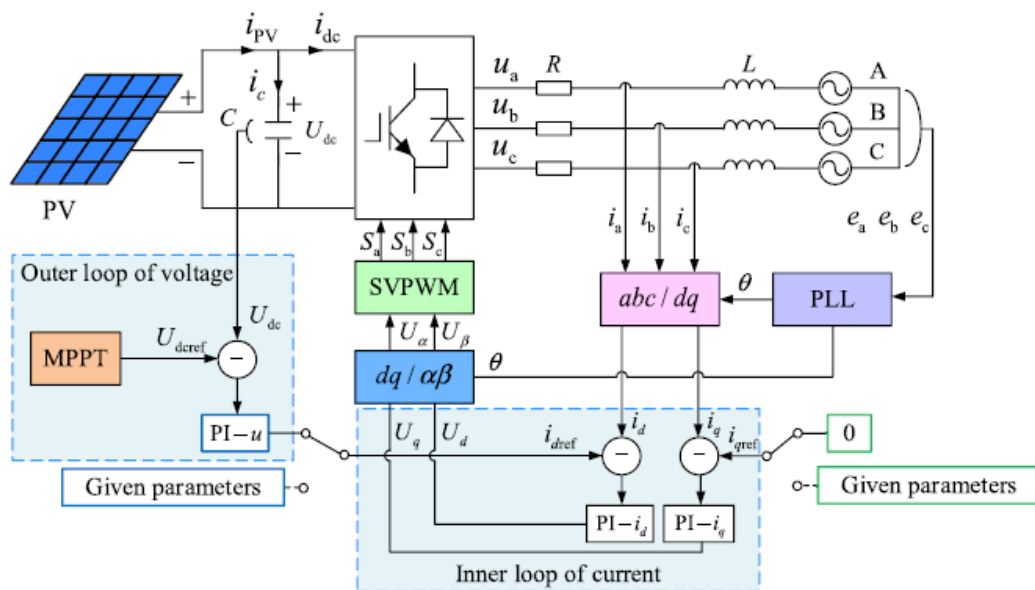 i_PV
i_dc
i_c
+
−
C
+
−
U_dc
PV
u_a
u_b
u_c
R
L
A
B
C
i_a
i_b
i_c
e_a
e_b
e_c
S_a
S_b
S_c
SVPWM
abc / dq
θ
PLL
Outer loop of voltage
U_dc
MPPT
U_dcref
−
U_α
U_β
dq / αβ
θ
PI−u
U_q
U_d
i_dref
i_d
i_q
i_qref
0
−
−
Given parameters
Given parameters
PI−i_d
PI−i_q
Inner loop of current